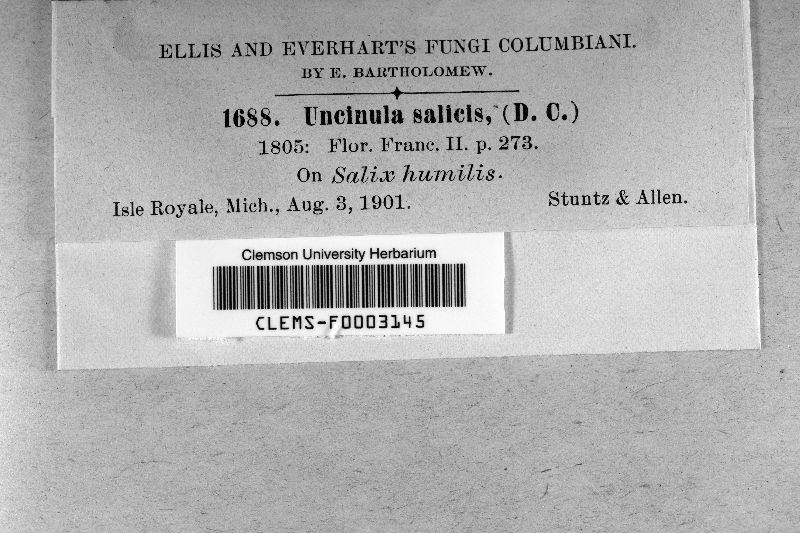 ELLIS AND EVERHART'S FUNGI COLUMBIANI.
BY E. BARTHOLOMEW.
1688. Uncinula salicis, (D. C.)
1805: Flor. Franc. II. p. 273.
On Salix humilis.
Isle Royale, Mich., Aug. 3, 1901. Stuntz & Allen.
Clemson University Herbarium
CLEMS-F0003145